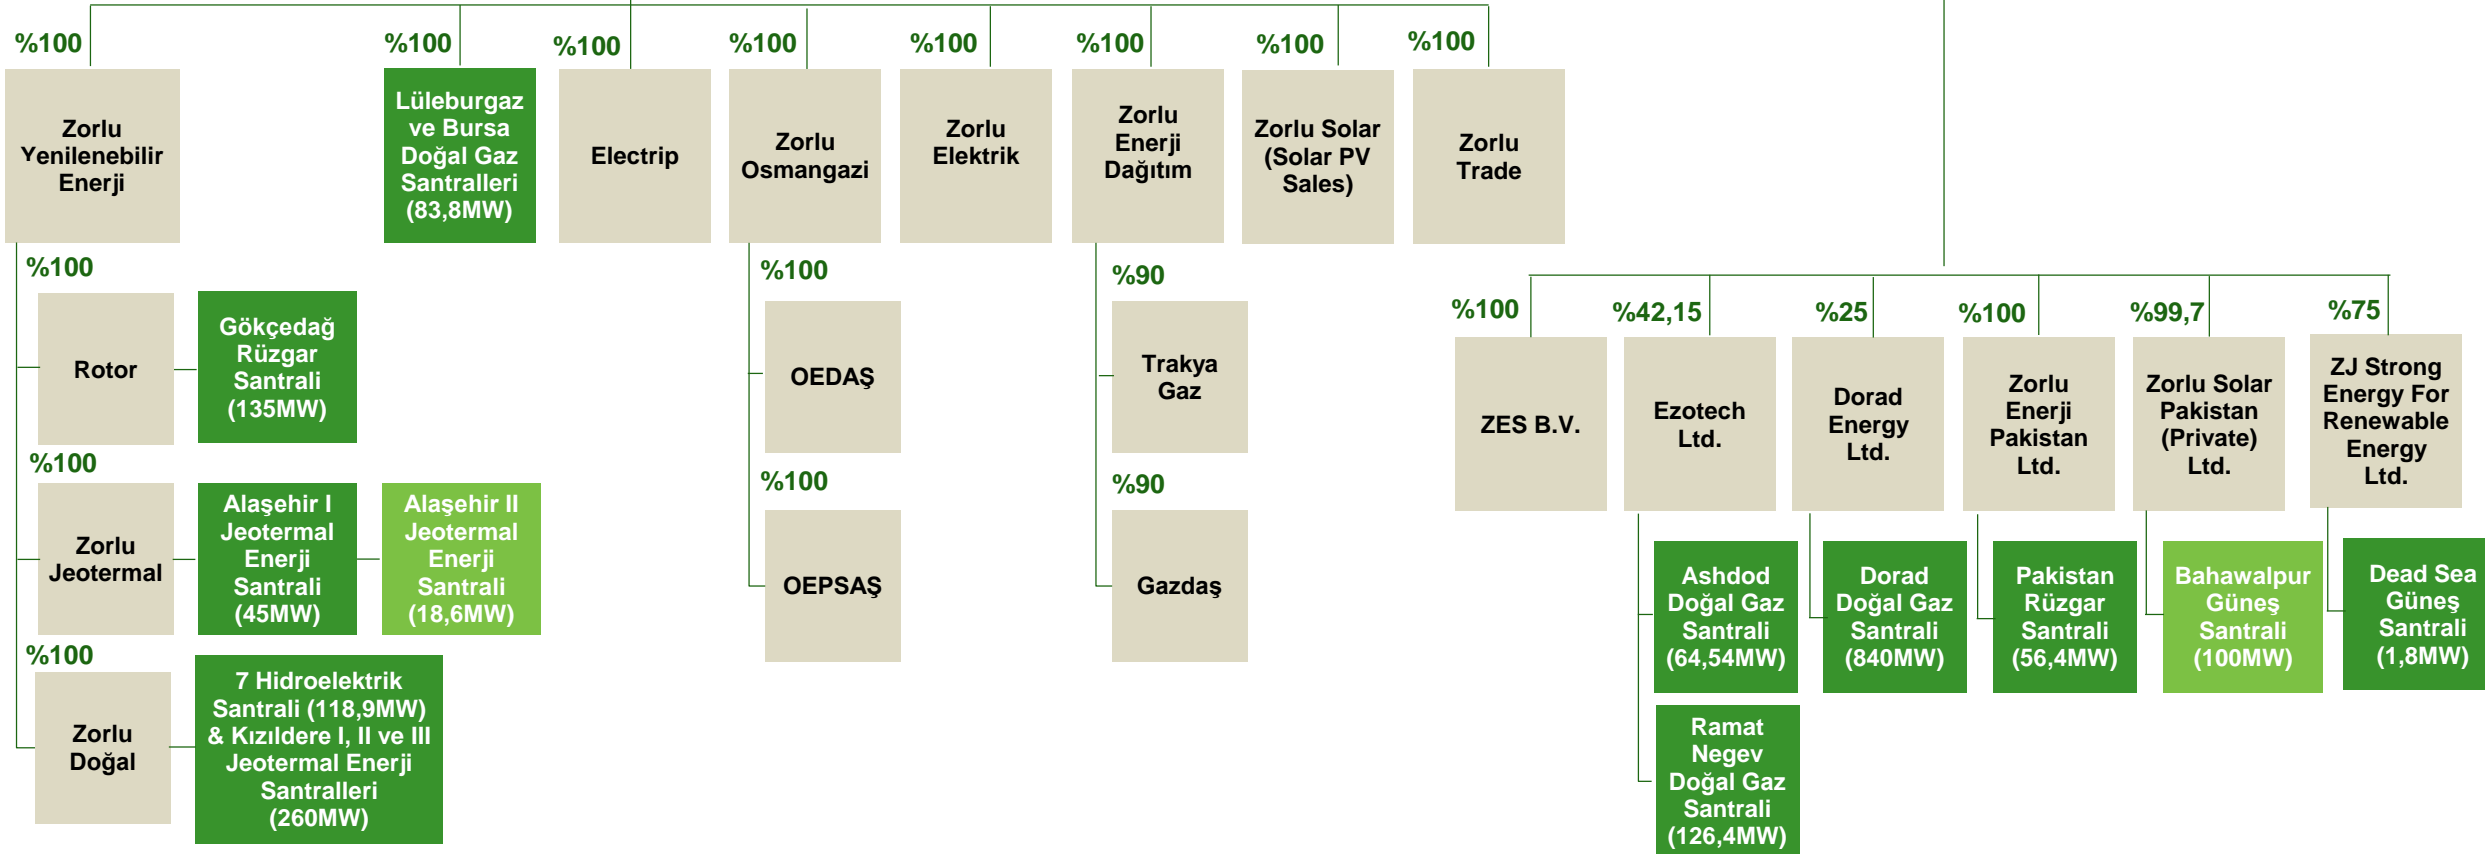 %100
%100
%100
%100
%100
%100
%100
%100
Zorlu
Yenilenebilir
Enerji
Lüleburgaz
ve Bursa
Doğal Gaz
Santralleri
(83,8MW)
Electrip
Zorlu
Osmangazi
Zorlu
Elektrik
Zorlu
Enerji
Dağıtım
Zorlu Solar
(Solar PV
Sales)
Zorlu
Trade
%100
Rotor
Gökçedağ
Rüzgar
Santrali
(135MW)
%100
Zorlu
Jeotermal
Alaşehir I
Jeotermal
Enerji
Santrali
(45MW)
Alaşehir II
Jeotermal
Enerji
Santrali
(18,6MW)
%100
Zorlu
Doğal
7 Hidroelektrik
Santrali (118,9MW)
& Kızıldere I, II ve III
Jeotermal Enerji
Santralleri
(260MW)
%100
OEDAŞ
%100
OEPSAŞ
%90
Trakya
Gaz
%90
Gazdaş
%100
%42,15
%25
%100
%99,7
%75
ZES B.V.
Ezotech
Ltd.
Dorad
Energy
Ltd.
Zorlu
Enerji
Pakistan
Ltd.
Zorlu Solar
Pakistan
(Private)
Ltd.
ZJ Strong
Energy For
Renewable
Energy
Ltd.
Ashdod
Doğal Gaz
Santrali
(64,54MW)
Dorad
Doğal Gaz
Santrali
(840MW)
Pakistan
Rüzgar
Santrali
(56,4MW)
Bahawalpur
Güneş
Santrali
(100MW)
Dead Sea
Güneş
Santrali
(1,8MW)
Ramat
Negev
Doğal Gaz
Santrali
(126,4MW)